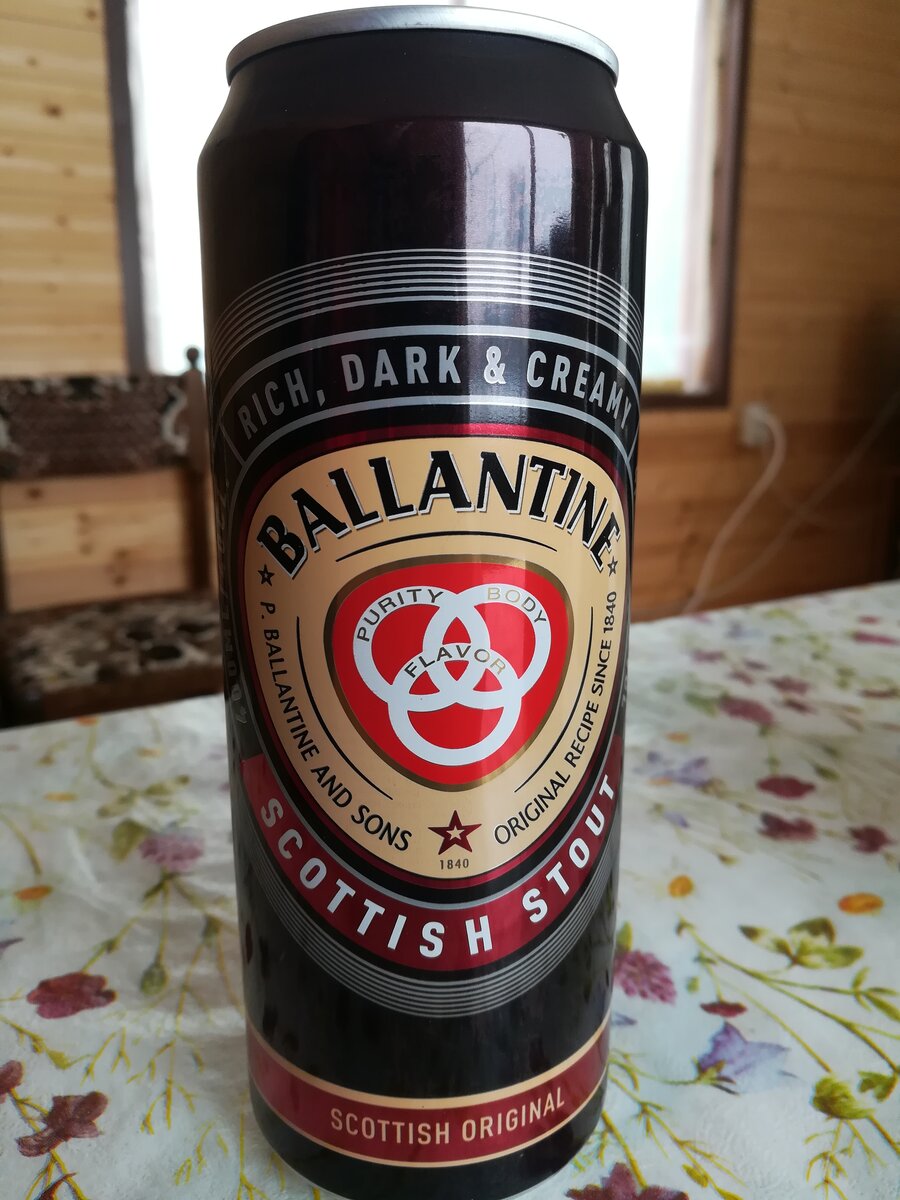 RICH, DARK & CREAMY
BALLANTINE
PURITY BODY
FLAVOR
P. BALLANTINE AND SONS
ORIGINAL RECIPE SINCE 1840
1840
SCOTTISH STOUT
SCOTTISH ORIGINAL